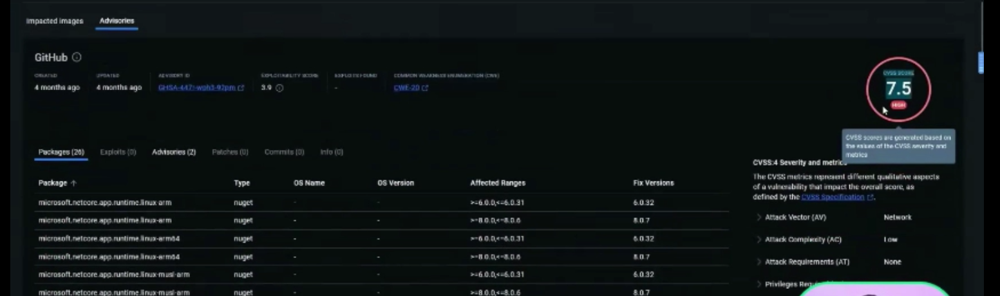 Impacted images Advisories
GitHub
CREATED UPDATED ADVISORY ID EXPLOITABILITY SCORE EXPLOITS FOUND COMMON WEAKNESS ENUMERATION (CWE)
4 months ago 4 months ago GHSA-447r-wph3-92pm 3.9 - CWE-20
CVSS SCORE
7.5
HIGH
CVSS scores are generated based on
the values of the CVSS severity and
metrics
Packages (26) Exploits (0) Advisories (2) Patches (0) Commits (0) Info (0)
CVSS:4 Severity and metrics
The CVSS metrics represent different qualitative aspects
of a vulnerability that impact the overall score, as
defined by the CVSS Specification.
Package Type OS Name OS Version Affected Ranges Fix Versions
microsoft.netcore.app.runtime.linux-arm nuget - - >=6.0.0,<=6.0.31 6.0.32
microsoft.netcore.app.runtime.linux-arm nuget - - >=8.0.0,<=8.0.6 8.0.7
microsoft.netcore.app.runtime.linux-arm64 nuget - - >=6.0.0,<=6.0.31 6.0.32
microsoft.netcore.app.runtime.linux-arm64 nuget - - >=8.0.0,<=8.0.6 8.0.7
microsoft.netcore.app.runtime.linux-musl-arm nuget - - >=6.0.0,<=6.0.31 6.0.32
microsoft.netcore.app.runtime.linux-musl-arm nuget - - >=8.0.0,<=8.0.6 8.0.7
Attack Vector (AV) Network
Attack Complexity (AC) Low
Attack Requirements (AT) None
Privileges